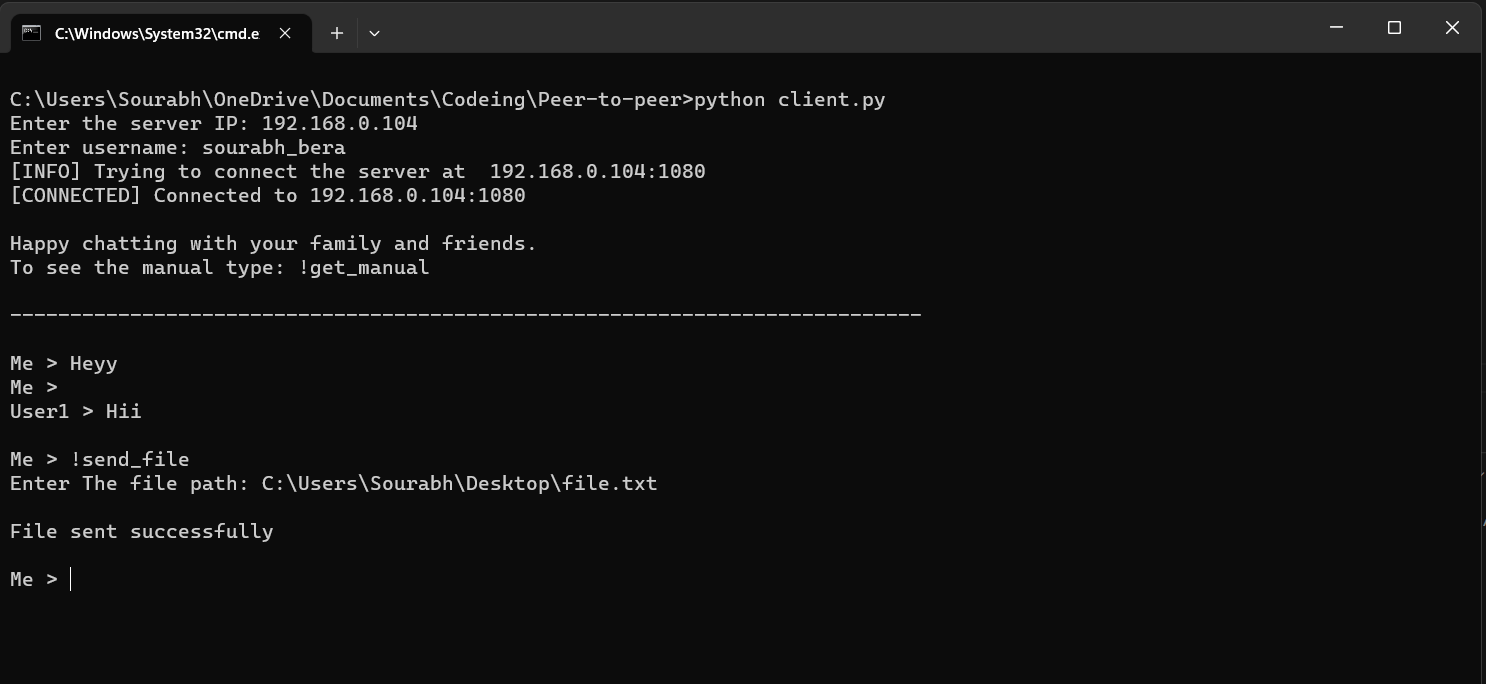 C:\Windows\System32\cmd.e
C:\Users\Sourabh\OneDrive\Documents\Codeing\Peer-to-peer>python client.py
Enter the server IP: 192.168.0.104
Enter username: sourabh_bera
[INFO] Trying to connect the server at  192.168.0.104:1080
[CONNECTED] Connected to 192.168.0.104:1080
Happy chatting with your family and friends.
To see the manual type: !get_manual
----------------------------------------------------------------------------
Me > Heyy
Me >
User1 > Hii
Me > !send_file
Enter The file path: C:\Users\Sourabh\Desktop\file.txt
File sent successfully
Me >